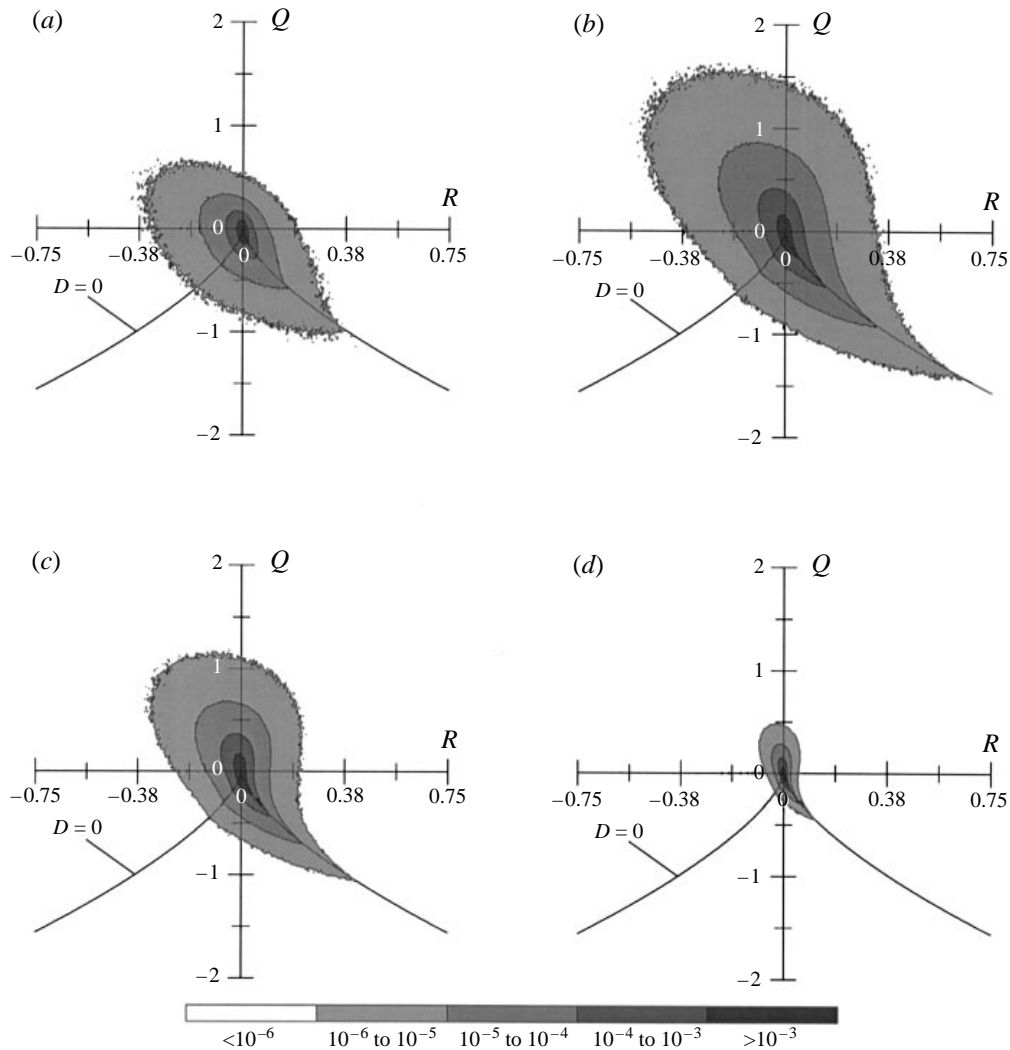 (a)
Q
2
1
R
0
0
−0.75
−0.38
0.38
0.75
D = 0
−1
−2
(b)
Q
2
1
R
0
0
−0.75
−0.38
0.38
0.75
D = 0
−1
−2
(c)
Q
2
1
R
0
0
−0.75
−0.38
0.38
0.75
D = 0
−1
−2
(d)
Q
2
1
R
0
0
−0.75
−0.38
0.38
0.75
D = 0
−1
−2
<10⁻⁶ 10⁻⁶ to 10⁻⁵ 10⁻⁵ to 10⁻⁴ 10⁻⁴ to 10⁻³ >10⁻³